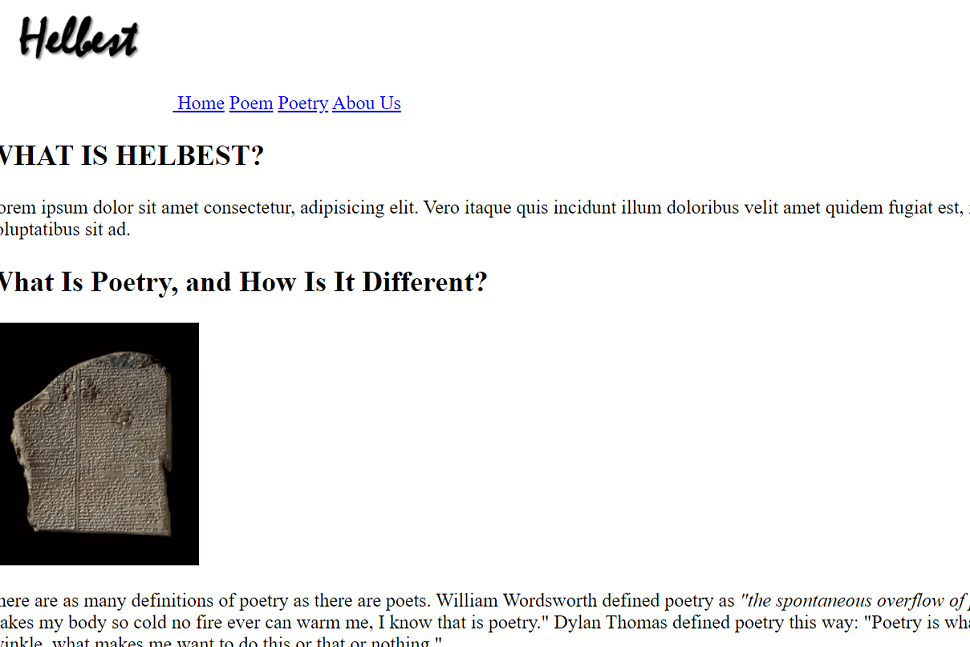 Helbest
Home Poem Poetry Abou Us
WHAT IS HELBEST?
orem ipsum dolor sit amet consectetur, adipisicing elit. Vero itaque quis incidunt illum doloribus velit amet quidem fugiat est,
oluptatibus sit ad.
What Is Poetry, and How Is It Different?
here are as many definitions of poetry as there are poets. William Wordsworth defined poetry as "the spontaneous overflow of
akes my body so cold no fire ever can warm me, I know that is poetry." Dylan Thomas defined poetry this way: "Poetry is wha
winkle, what makes me want to do this or that or nothing."